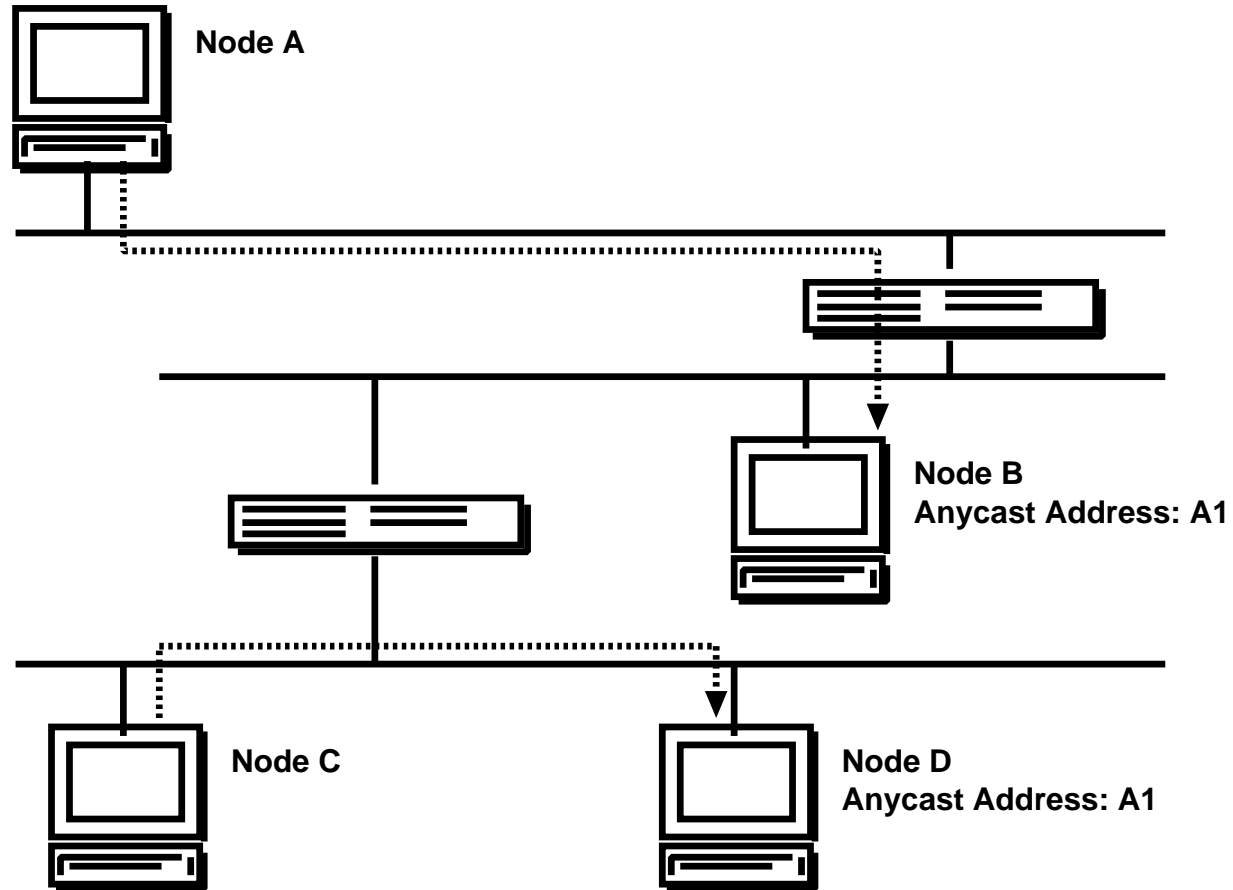 Node A
Node B
Anycast Address: A1
Node C
Node D
Anycast Address: A1